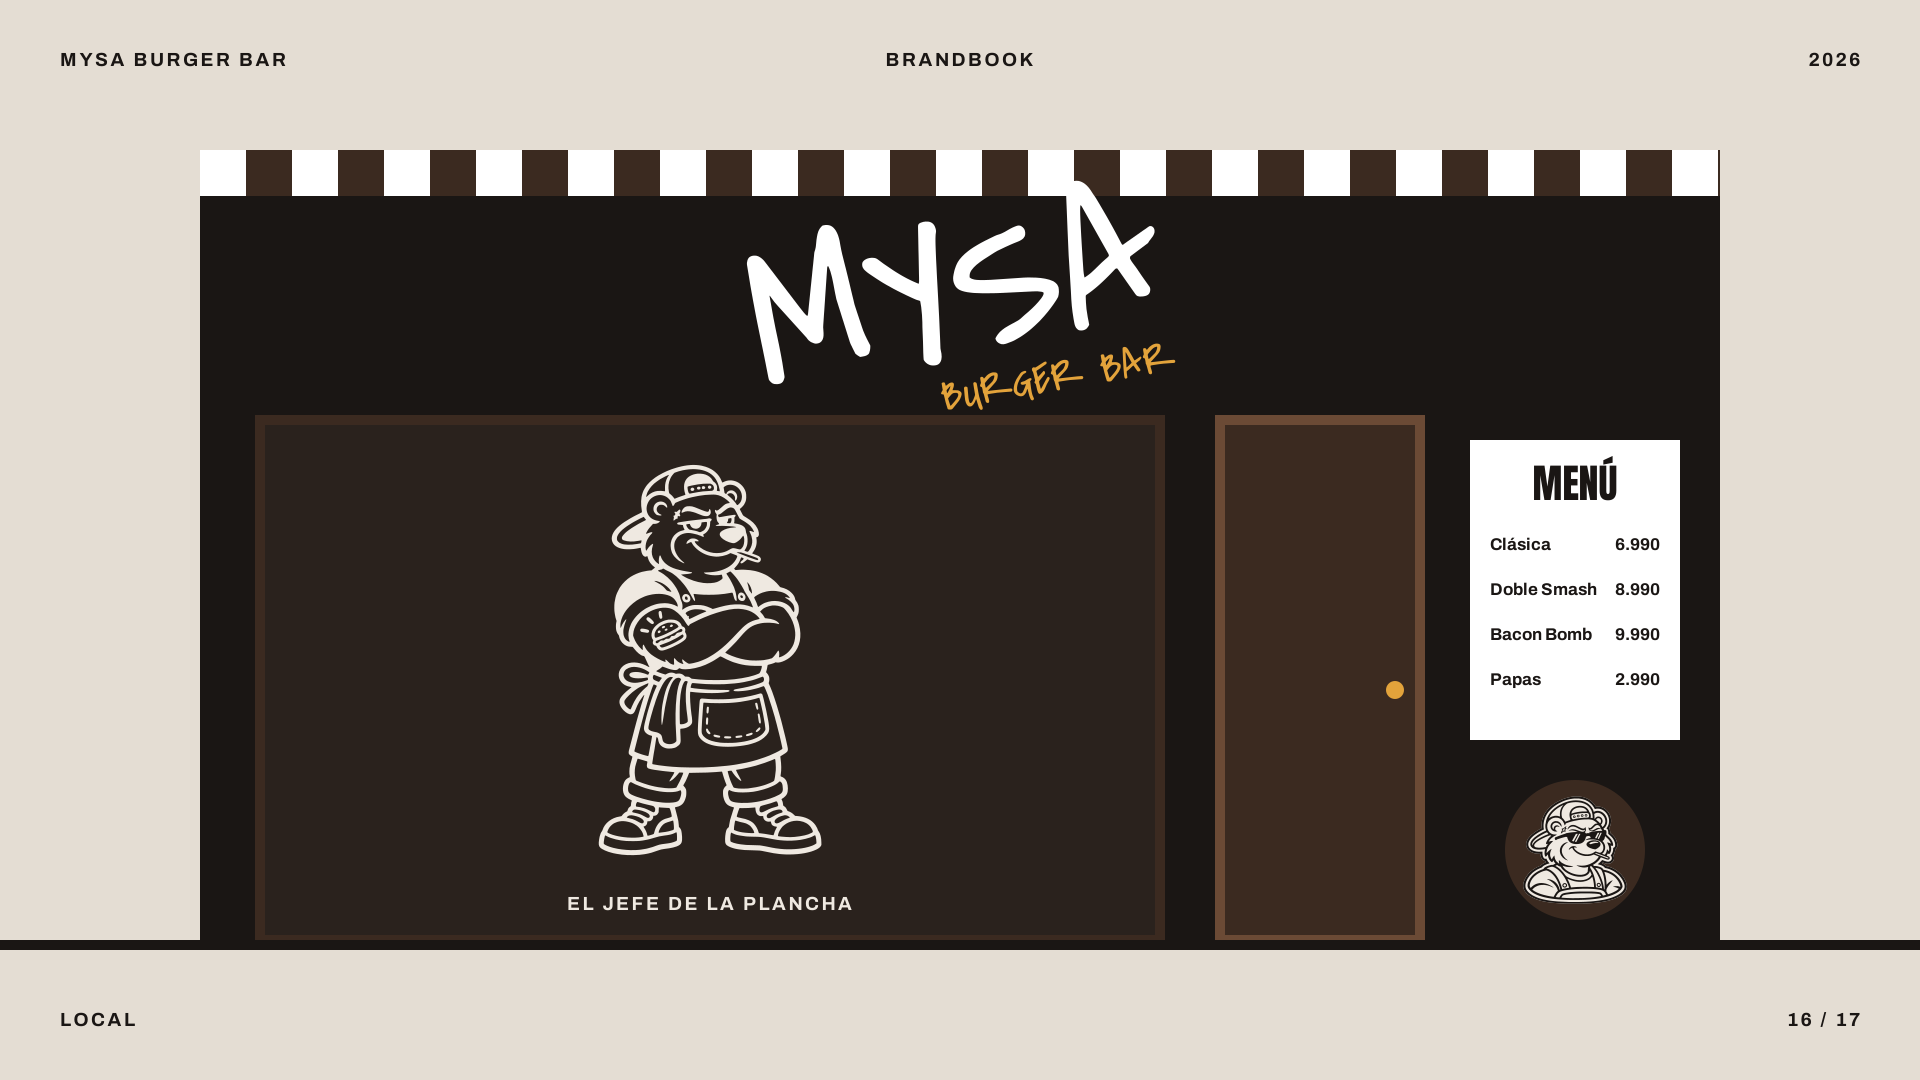 MYSA BURGER BAR
BRANDBOOK
2026
MYSA
BURGER BAR
MENÚ
Clásica 6.990
Doble Smash 8.990
Bacon Bomb 9.990
Papas 2.990
EL JEFE DE LA PLANCHA
LOCAL
16 / 17